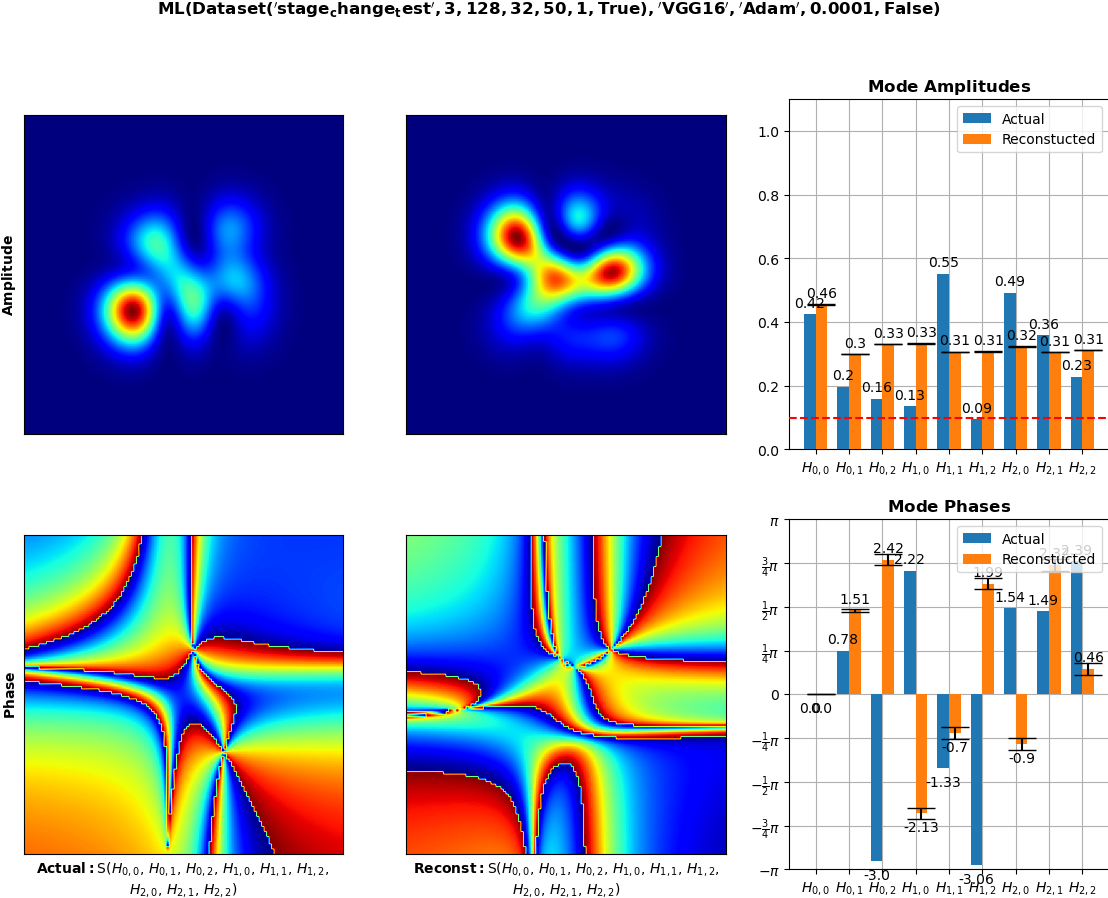 ML(Dataset('stage_change_test', 3, 128, 32, 50, 1, True), 'VGG16', 'Adam', 0.0001, False)
Amplitude
Mode Amplitudes
Actual
Reconstucted
1.0
0.8
0.6
0.4
0.2
0.0
0.42
0.46
0.2
0.3
0.16
0.33
0.13
0.33
0.55
0.31
0.09
0.31
0.49
0.32
0.36
0.31
0.23
0.31
H0,0 H0,1 H0,2 H1,0 H1,1 H1,2 H2,0 H2,1 H2,2
Phase
Actual: S(H0,0, H0,1, H0,2, H1,0, H1,1, H1,2,
H2,0, H2,1, H2,2)
Reconst: S(H0,0, H0,1, H0,2, H1,0, H1,1, H1,2,
H2,0, H2,1, H2,2)
Mode Phases
Actual
Reconstucted
π
3/4π
1/2π
1/4π
0
−1/4π
−1/2π
−3/4π
−π
0.0
0.0
0.78
1.51
-3.0
2.42
2.22
-2.13
-1.33
-0.7
-3.06
1.99
1.54
-0.9
1.49
0.46
H0,0 H0,1 H0,2 H1,0 H1,1 H1,2 H2,0 H2,1 H2,2